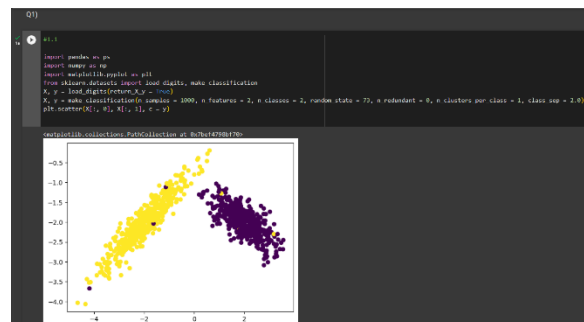 Q1)
#1.1
import pandas as ps
import numpy as np
import matplotlib.pyplot as plt
from sklearn.datasets import load_digits, make_classification
X, y = load_digits(return_X_y = True)
X, y = make_classification(n_samples = 1000, n_features = 2, n_classes = 2, random_state = 73, n_redundant = 0, n_clusters_per_class = 1, class_sep = 2.0)
plt.scatter(X[:, 0], X[:, 1], c = y)
<matplotlib.collections.PathCollection at
−0.5
−1.0
−1.5
−2.0
−2.5
−3.0
−3.5
−4.0
−4
−2
0
2